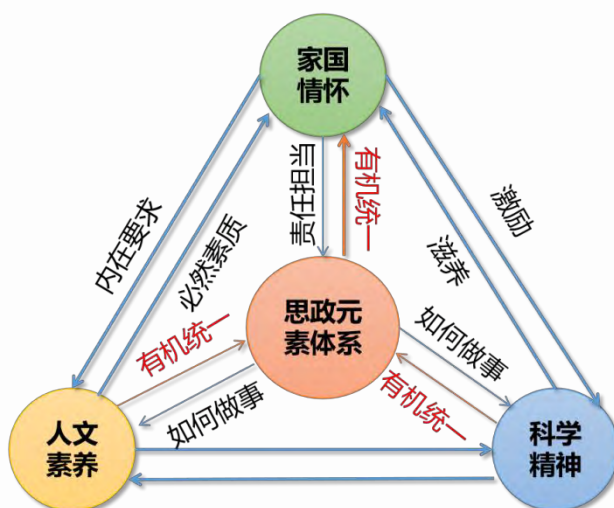 家国
情怀
责任担当
有机统一
内在要求
必然素质
激励
滋养
思政元
素体系
有机统一
如何做事
如何做事
有机统一
人文
素养
科学
精神